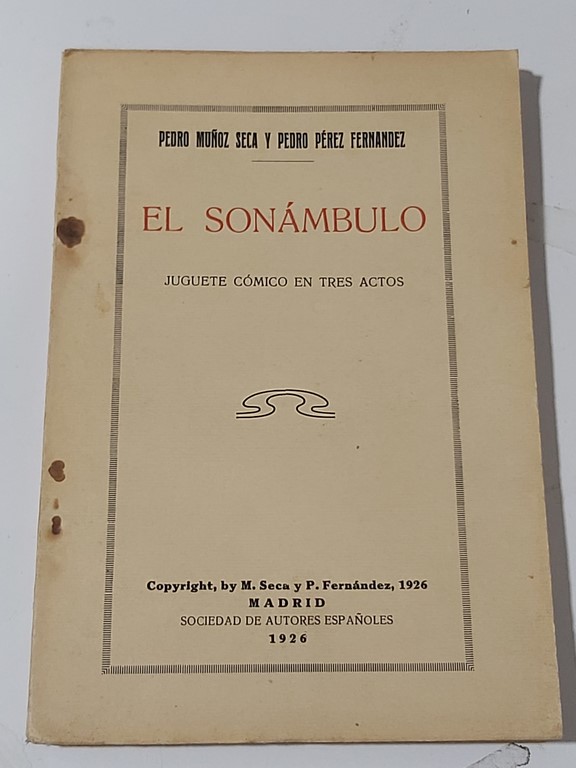 PEDRO MUÑOZ SECA Y PEDRO PÉREZ FERNANDEZ
EL SONÁMBULO
JUGUETE CÓMICO EN TRES ACTOS
Copyright, by M. Seca y P. Fernández, 1926
MADRID
SOCIEDAD DE AUTORES ESPAÑOLES
1926